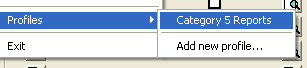 Profiles
Category 5 Reports
Exit
Add new profile...